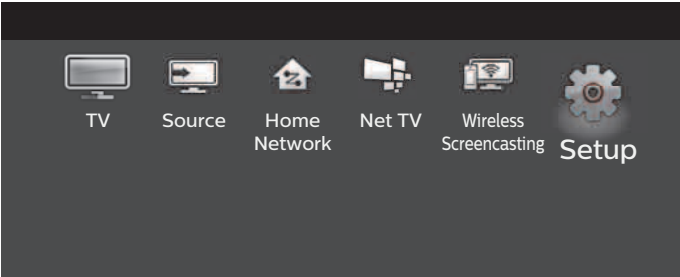 TV
Source
Home
Network
Net TV
Wireless
Screencasting
Setup